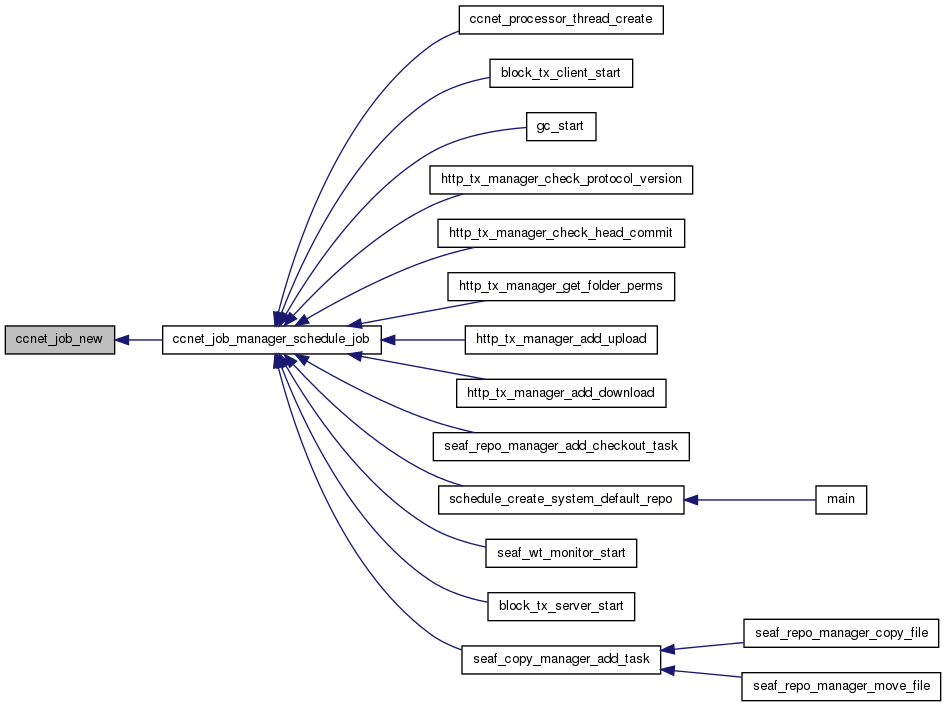 ccnet_processor_thread_create
block_tx_client_start
gc_start
http_tx_manager_check_protocol_version
http_tx_manager_check_head_commit
http_tx_manager_get_folder_perms
ccnet_job_new
ccnet_job_manager_schedule_job
http_tx_manager_add_upload
http_tx_manager_add_download
seaf_repo_manager_add_checkout_task
schedule_create_system_default_repo
main
seaf_wt_monitor_start
block_tx_server_start
seaf_copy_manager_add_task
seaf_repo_manager_copy_file
seaf_repo_manager_move_file